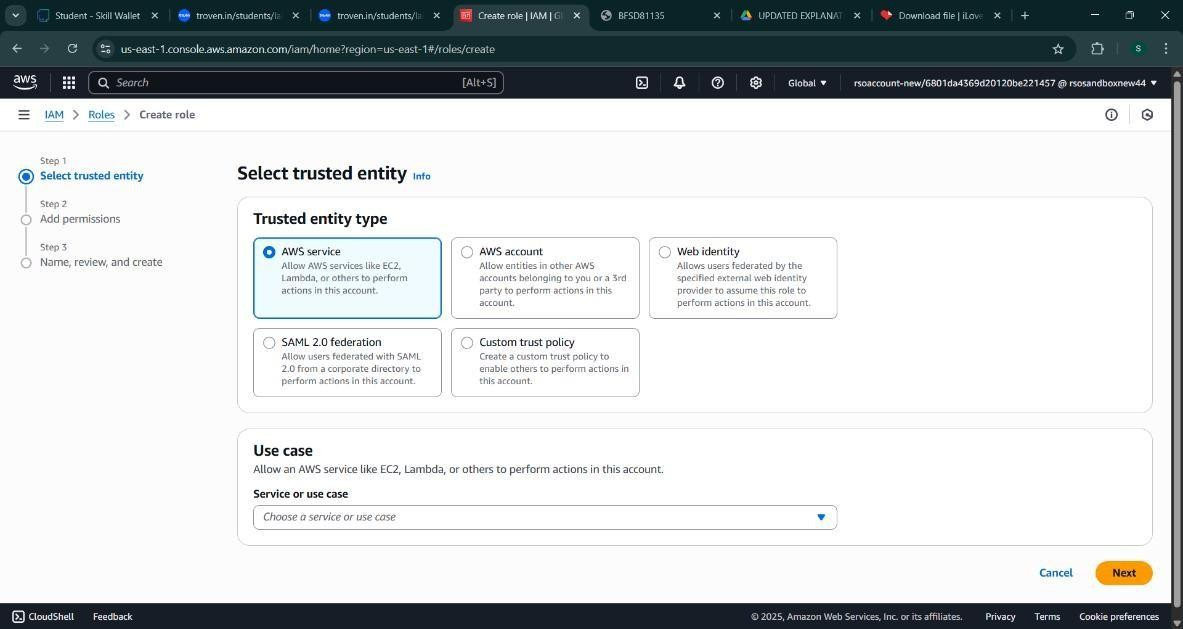 Student - Skill Wallet
troven.in/students/la
troven.in/students/la
Create role | IAM | Gl
BFSD81135
UPDATED EXPLANAT
Download file | iLove
us-east-1.console.aws.amazon.com/iam/home?region=us-east-1#/roles/create
S
aws
Search
[Alt+S]
Global
rsoaccount-new/6801da4369d20120be221457 @ rsosandboxnew44
IAM
Roles
Create role
Step 1
Select trusted entity
Step 2
Add permissions
Step 3
Name, review, and create
Select trusted entity Info
Trusted entity type
AWS service
Allow AWS services like EC2,
Lambda, or others to perform
actions in this account.
AWS account
Allow entities in other AWS
accounts belonging to you or a 3rd
party to perform actions in this
account.
Web identity
Allows users federated by the
specified external web identity
provider to assume this role to
perform actions in this account.
SAML 2.0 federation
Allow users federated with SAML
2.0 from a corporate directory to
perform actions in this account.
Custom trust policy
Create a custom trust policy to
enable others to perform actions in
this account.
Use case
Allow an AWS service like EC2, Lambda, or others to perform actions in this account.
Service or use case
Choose a service or use case
Cancel
Next
CloudShell
Feedback
© 2025, Amazon Web Services, Inc. or its affiliates.
Privacy
Terms
Cookie preferences